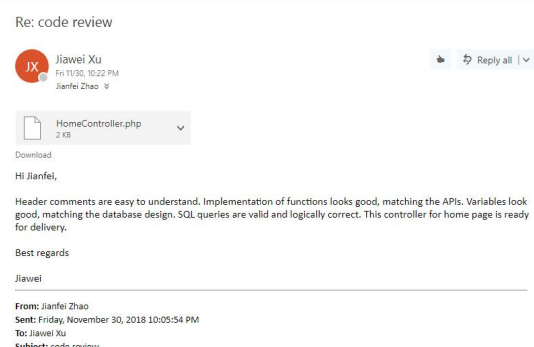 Re: code review
JX
Jiawei Xu
Fri 11/30, 10:22 PM
Jianfei Zhao
Reply all
HomeController.php
2 KB
Download
Hi Jianfei,
Header comments are easy to understand. Implementation of functions looks good, matching the APIs. Variables look
good, matching the database design. SQL queries are valid and logically correct. This controller for home page is ready
for delivery.
Best regards
Jiawei
From: Jianfei Zhao
Sent: Friday, November 30, 2018 10:05:54 PM
To: Jiawei Xu
Subject: code review